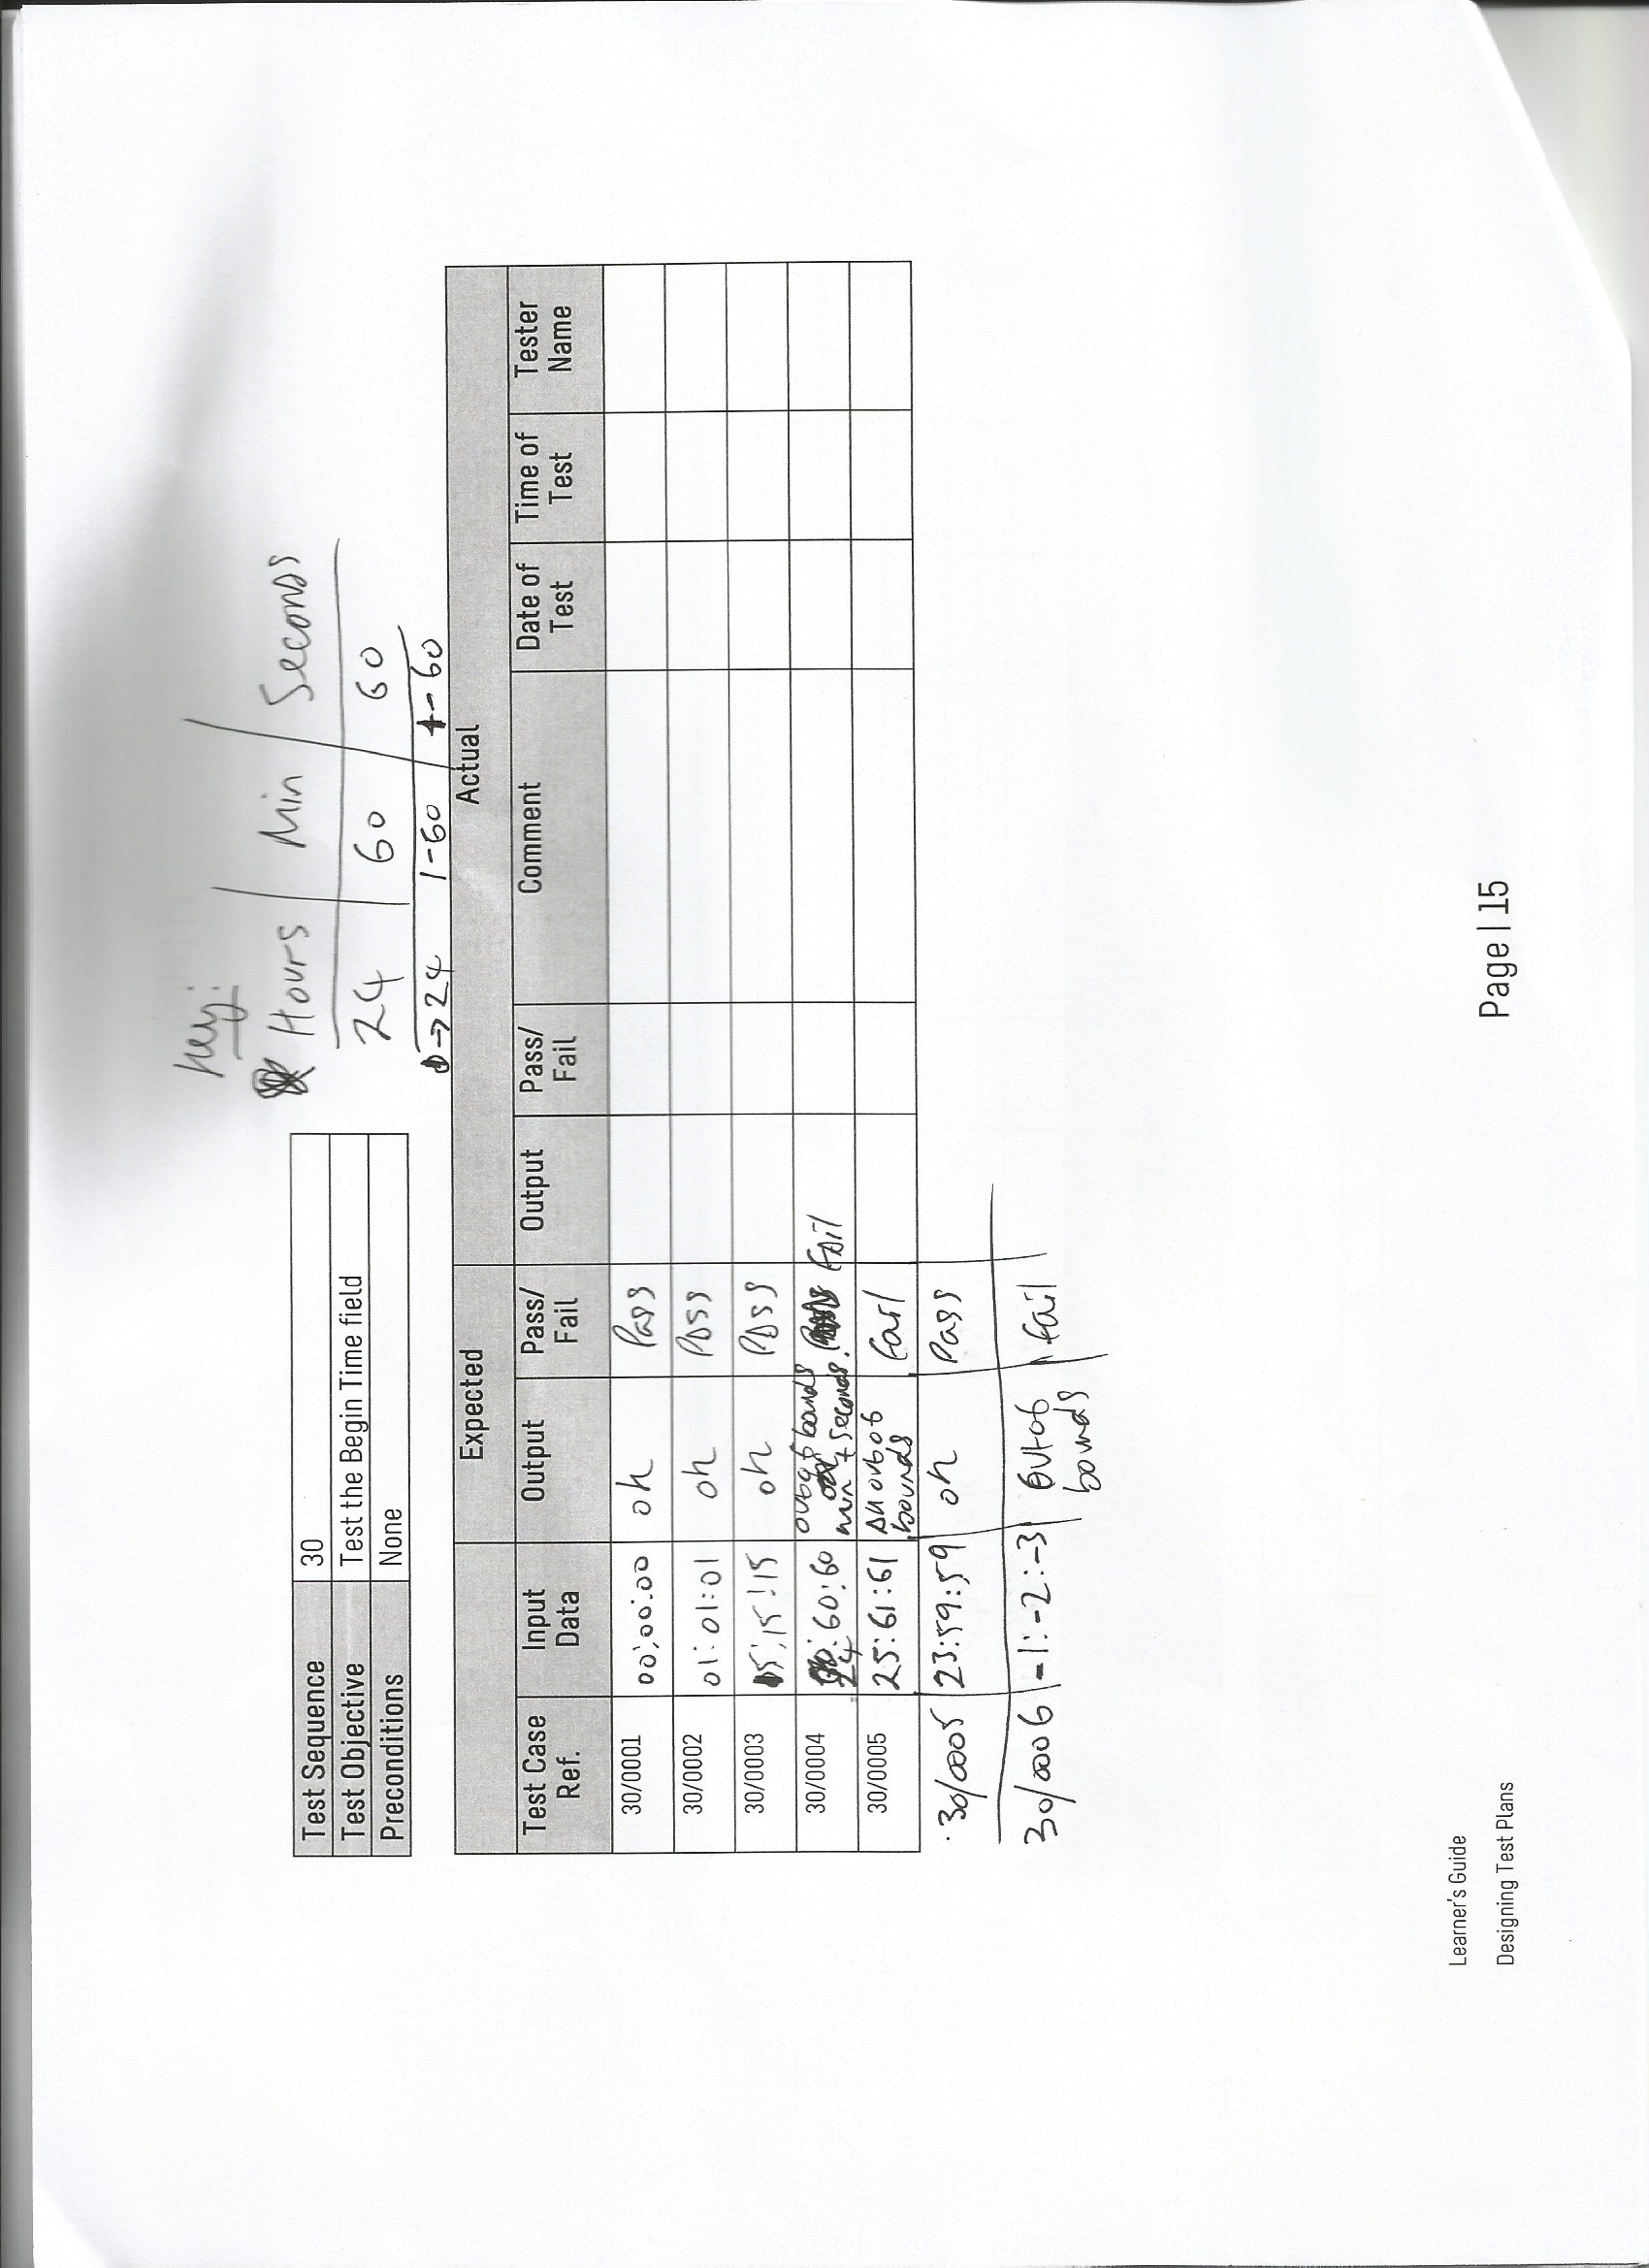 Key:
Hours | Min | Seconds
24 | 60 | 60
→ 24 1-60 1-60
Test Sequence 30
Test Objective Test the Begin Time field
Preconditions None
Expected Actual
Test Case Ref. Input Data Output Pass/ Fail Output Pass/ Fail Comment Date of Test Time of Test Tester Name
30/0001 00:00:00 ok Pass
30/0002 01:01:01 ok Pass
30/0003 15:15:15 ok Pass
30/0004 24:60:60 out of bounds min + seconds. Fail
30/0005 25:61:61 All out of bounds Fail
30/0005 23:59:59 ok Pass
30/0006 -1:-2:-3 out of bounds fail
Learner's Guide
Designing Test Plans
Page | 15